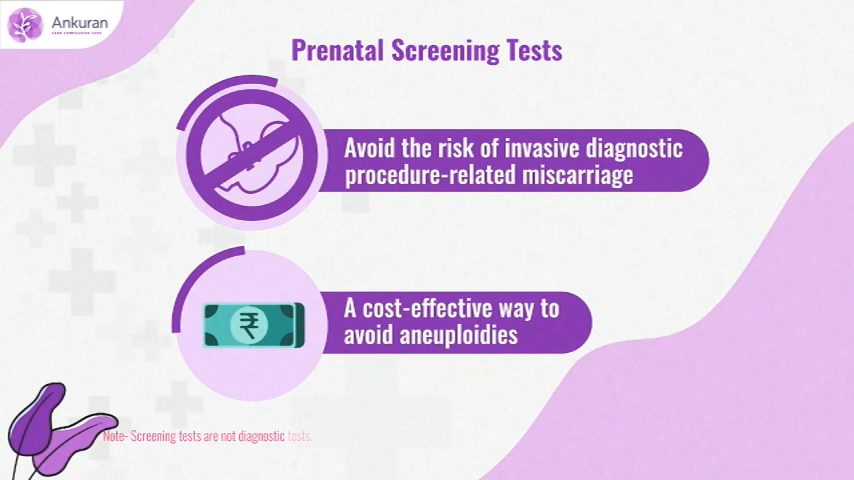 Ankuran
Prenatal Screening Tests
Avoid the risk of invasive diagnostic
procedure-related miscarriage
₹
A cost-effective way to
avoid aneuploidies
Note- Screening tests are not diagnostic tests.